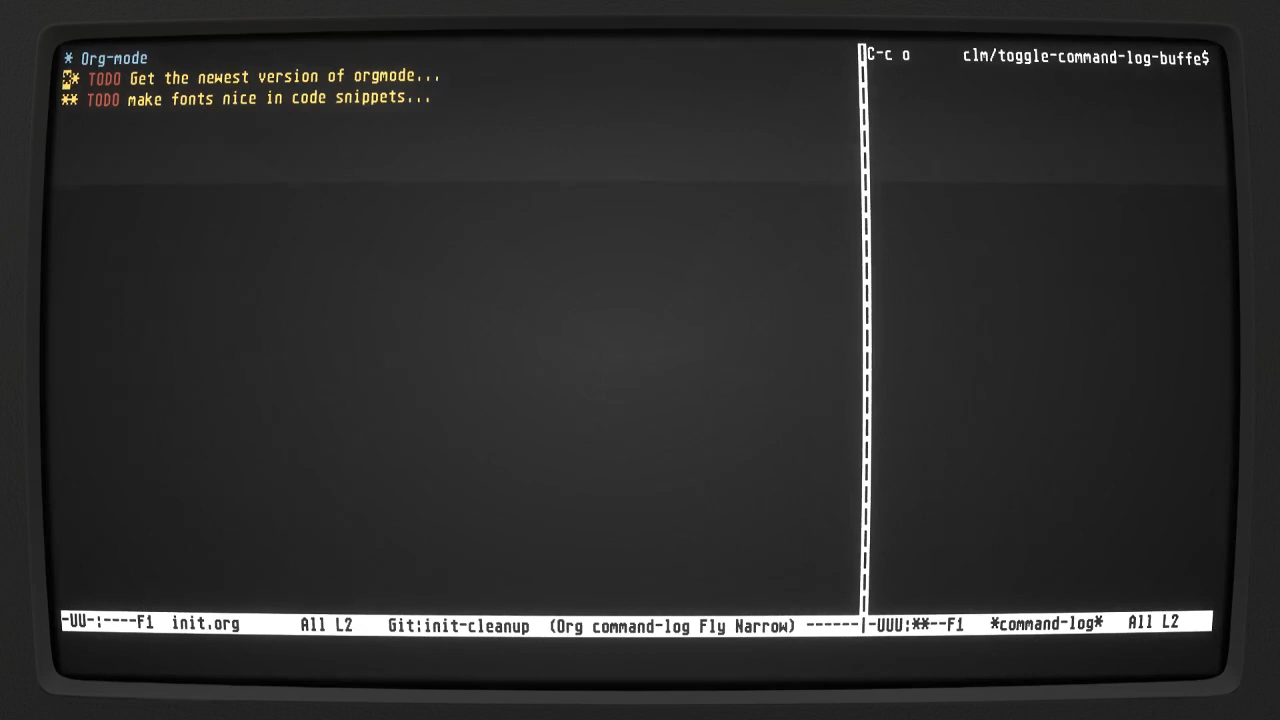 * Org-mode
** TODO Get the newest version of orgmode...
** TODO make fonts nice in code snippets...
C-c o clm/toggle-command-log-buffe$
-UU-:----F1 init.org All L2 Git:init-cleanup (Org command-log Fly Narrow) ------|-UUU:**--F1 *command-log* All L2